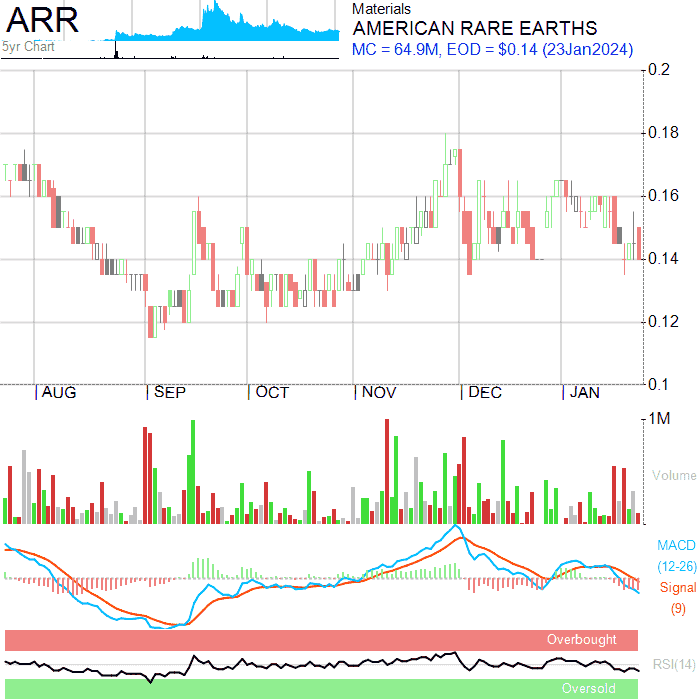 ARR
5yr Chart
Materials
AMERICAN RARE EARTHS
MC = 64.9M, EOD = $0.14 (23Jan2024)
0.2
0.18
0.16
0.14
0.12
0.1
AUG SEP OCT NOV DEC JAN
1M
Volume
MACD
(12-26)
Signal
(9)
Overbought
RSI(14)
Oversold